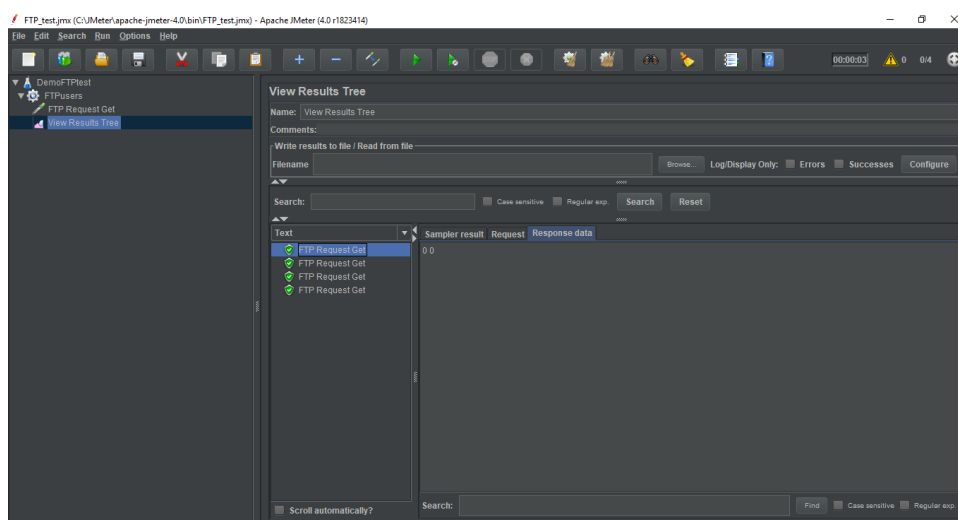 FTP_test.jmx (C:\JMeter\apache-jmeter-4.0\bin\FTP_test.jmx) - Apache JMeter (4.0 r1823414)
File Edit Search Run Options Help
00:00:03 0 0/4
DemoFTPtest
FTPusers
FTP Request Get
View Results Tree
View Results Tree
Name: View Results Tree
Comments:
Write results to file / Read from file
Filename Browse... Log/Display Only: Errors Successes Configure
Search: Case sensitive Regular exp. Search Reset
Text
FTP Request Get
FTP Request Get
FTP Request Get
FTP Request Get
Scroll automatically?
Sampler result Request Response data
0 0
Search: Find Case sensitive Regular exp.